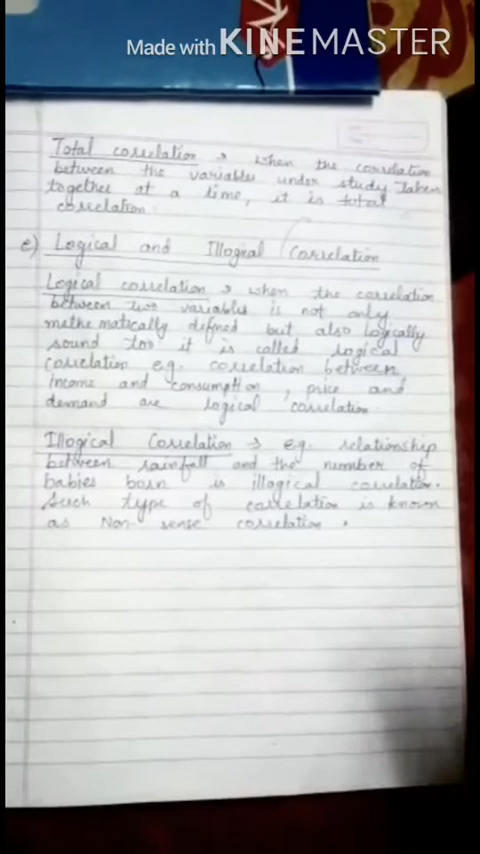 Made with KINEMASTER
Total correlation → when the correlation
between the variables under study Taken
together at a time, it is total
correlation.
e) Logical and Illogical Correlation
Logical correlation → when the correlation
between two variables is not only
mathematically defined but also Logically
sound too it is called logical
correlation e.g. correlation between
income and consumption, price and
demand are logical correlation.
Illogical Correlation → eg. relationship
between rainfall and the number of
babies born is illogical correlation.
Such type of correlation is known
as Non-sense correlation.